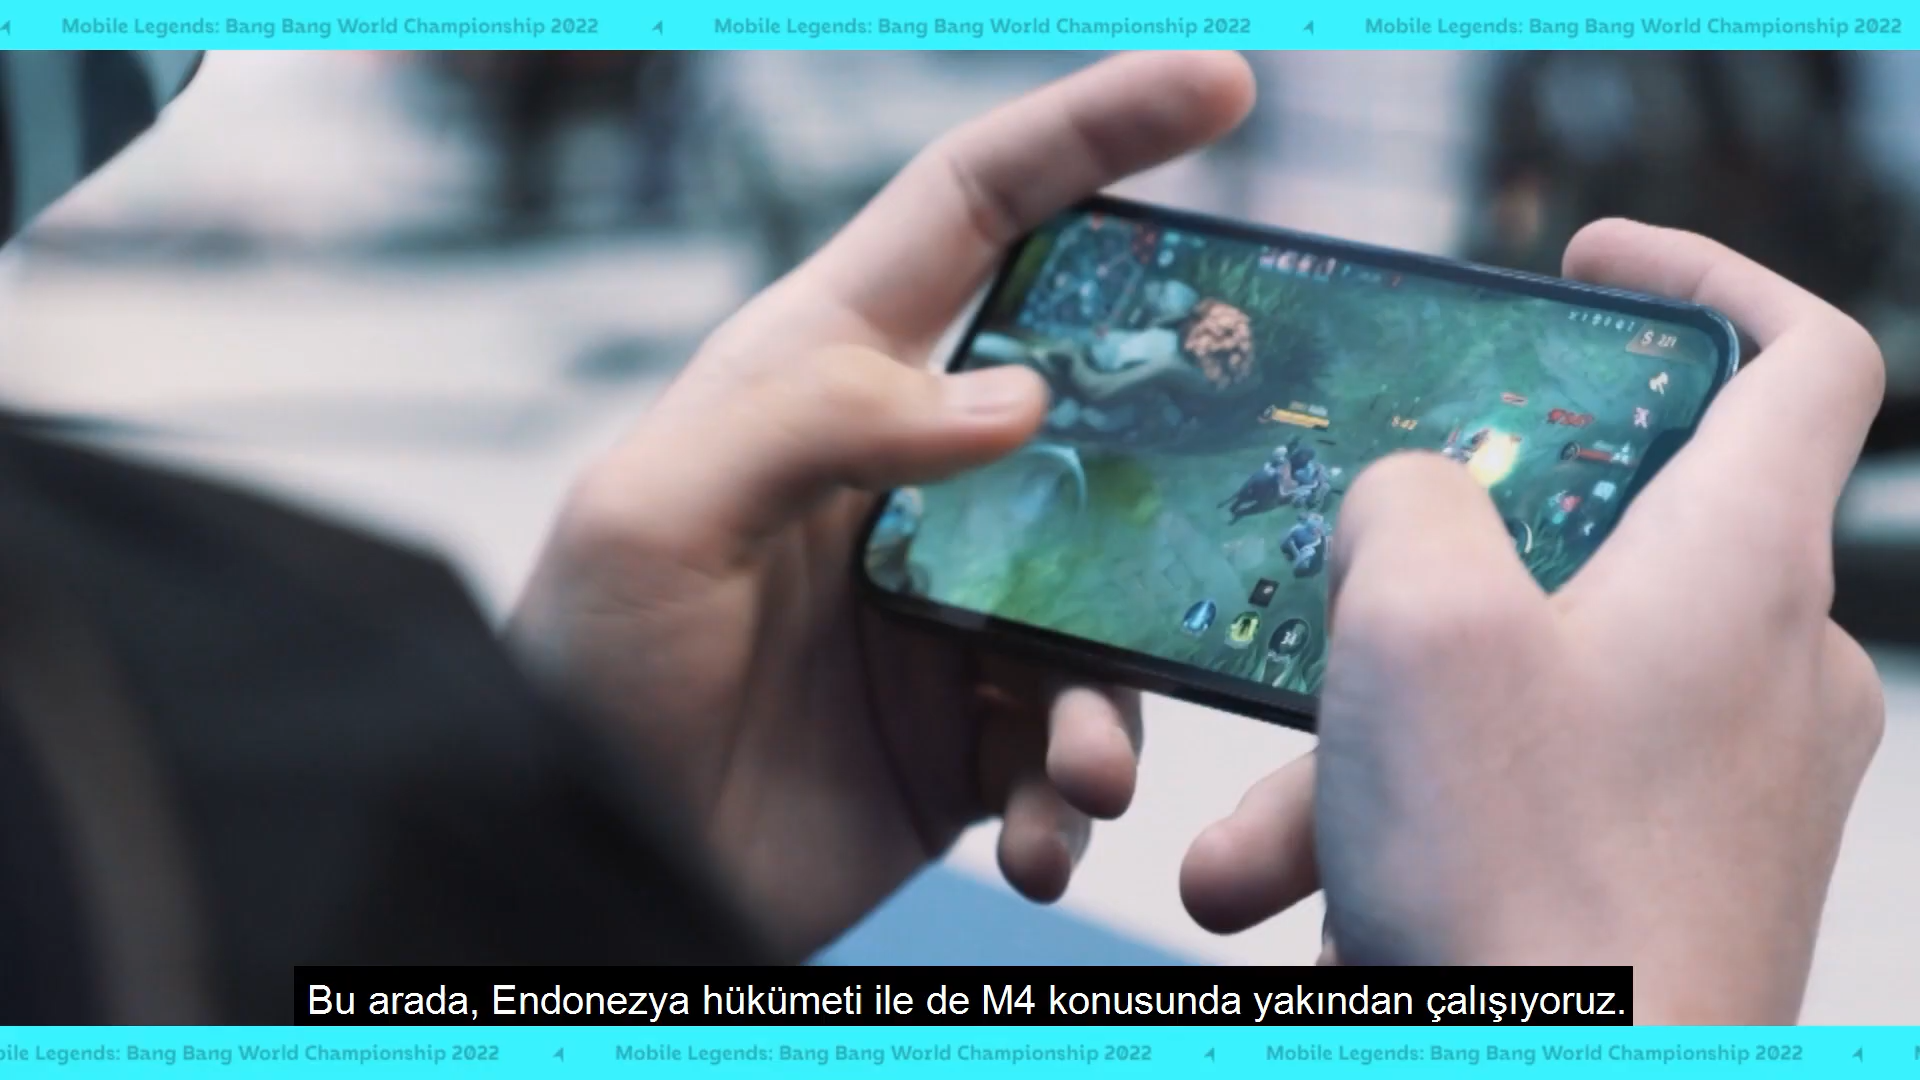 Mobile Legends: Bang Bang World Championship 2022 Mobile Legends: Bang Bang World Championship 2022 Mobile Legends: Bang Bang World Championship 2022
$ 221
Bu arada, Endonezya hükümeti ile de M4 konusunda yakından çalışıyoruz.
Legends: Bang Bang World Championship 2022 Mobile Legends: Bang Bang World Championship 2022 Mobile Legends: Bang Bang World Championship 2022